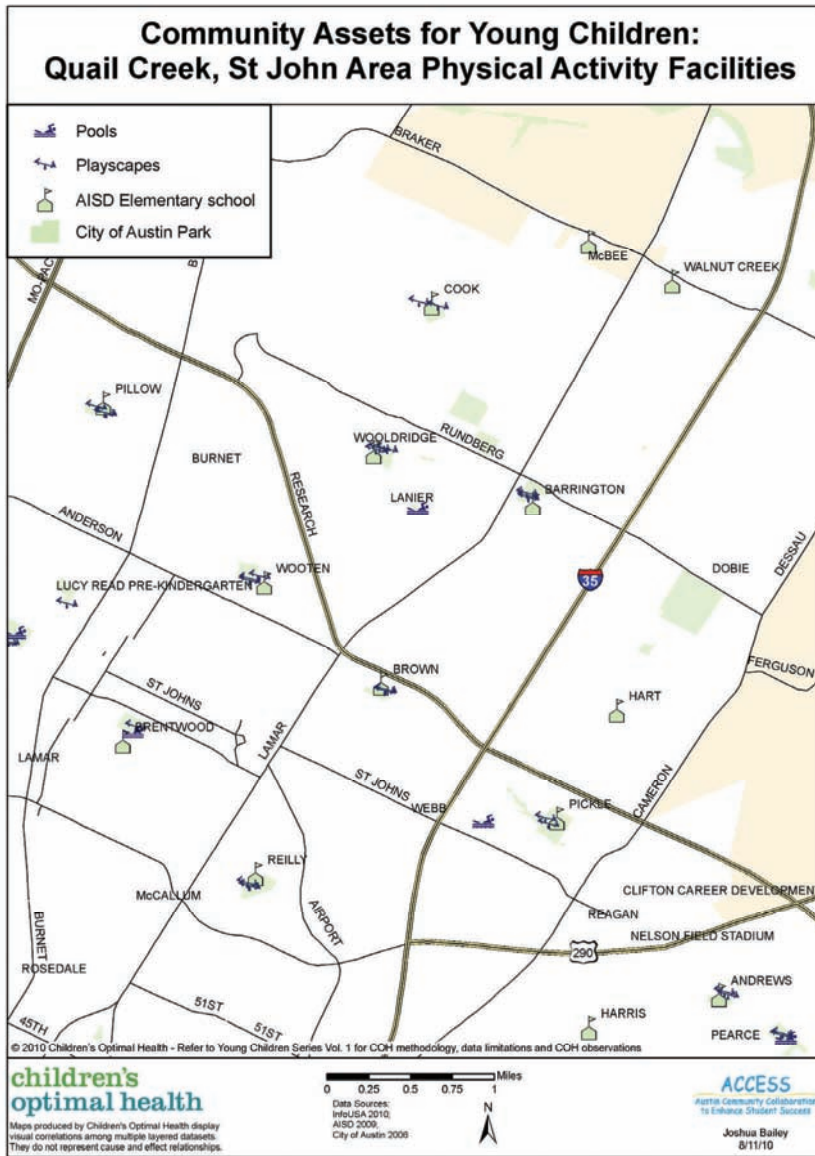 Community Assets for Young Children:
Quail Creek, St John Area Physical Activity Facilities
Pools
Playscapes
AISD Elementary school
City of Austin Park
BRAKER
McBEE
WALNUT CREEK
MO-PAC
B
COOK
PILLOW
WOOLDRIDGE
RUNDBERG
BURNET
RESEARCH
LANIER
BARRINGTON
ANDERSON
DESSAU
WOOTEN
35
DOBIE
LUCY READ PRE-KINDERGARTEN
BROWN
FERGUSON
ST JOHNS
HART
BRENTWOOD
LAMAR
LAMAR
ST JOHNS
WEBB
PICKLE
CAMERON
REILLY
McCALLUM
AIRPORT
CLIFTON CAREER DEVELOPMEN
REAGAN
BURNET
NELSON FIELD STADIUM
290
ROSEDALE
ANDREWS
51ST
HARRIS
45TH
51ST
PEARCE
© 2010 Children's Optimal Health - Refer to Young Children Series Vol. 1 for COH methodology, data limitations and COH observations
children's
optimal health
Maps produced by Children's Optimal Health display
visual correlations among multiple layered datasets.
They do not represent cause and effect relationships.
Miles
0 0.25 0.5 0.75 1
Data Sources:
InfoUSA 2010;
AISD 2009;
City of Austin 2006
N
ACCESS
Austin Community Collaboration
to Enhance Student Success
Joshua Bailey
8/11/10